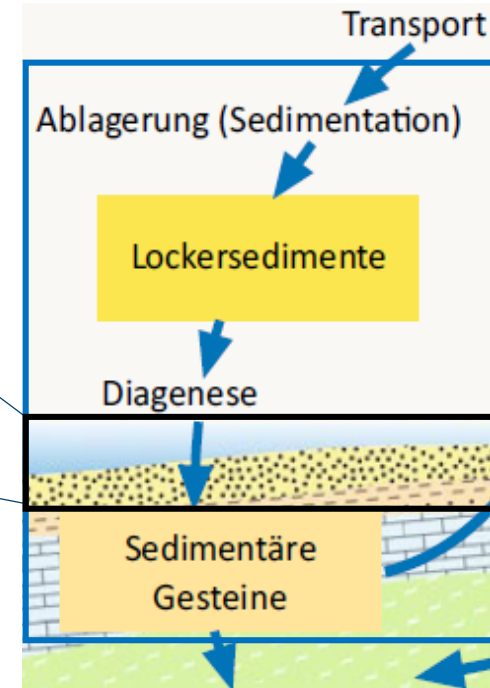 Transport
Ablagerung (Sedimentation)
Lockersedimente
Diagenese
Sedimentäre
Gesteine